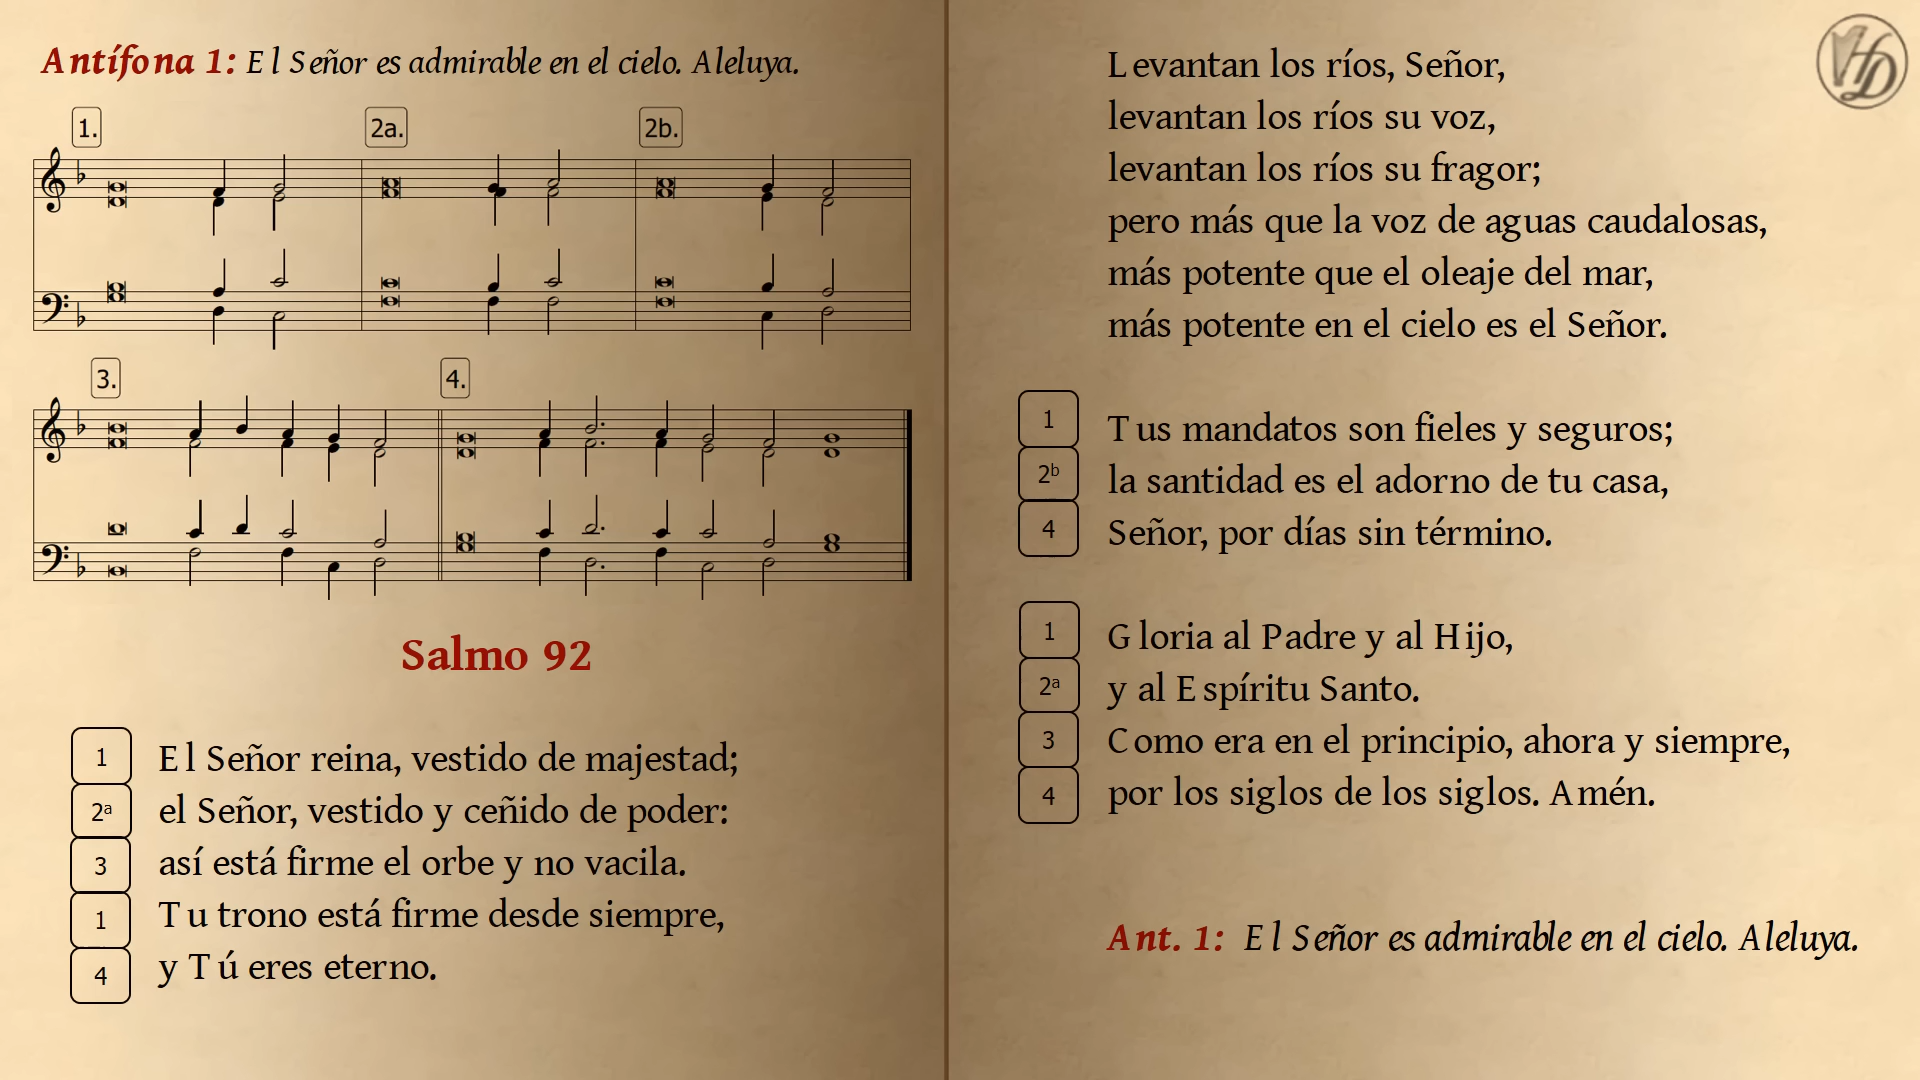 Antífona 1: El Señor es admirable en el cielo. Aleluya.
1. 2a. 2b.
3. 4.
Salmo 92
1 El Señor reina, vestido de majestad;
2a el Señor, vestido y ceñido de poder:
3 así está firme el orbe y no vacila.
1 Tu trono está firme desde siempre,
4 y Tú eres eterno.
Levantan los ríos, Señor,
levantan los ríos su voz,
levantan los ríos su fragor;
pero más que la voz de aguas caudalosas,
más potente que el oleaje del mar,
más potente en el cielo es el Señor.
1 Tus mandatos son fieles y seguros;
2b la santidad es el adorno de tu casa,
4 Señor, por días sin término.
1 Gloria al Padre y al Hijo,
2a y al Espíritu Santo.
3 Como era en el principio, ahora y siempre,
4 por los siglos de los siglos. Amén.
Ant. 1: El Señor es admirable en el cielo. Aleluya.
HD